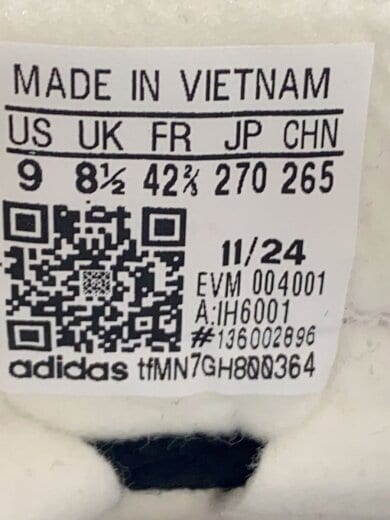 MADE IN VIETNAM
US UK FR JP CHN
9 8½ 42⅔ 270 265
11/24
EVM 004001
A:IH6001
#136002896
adidas tfMN7GH800364